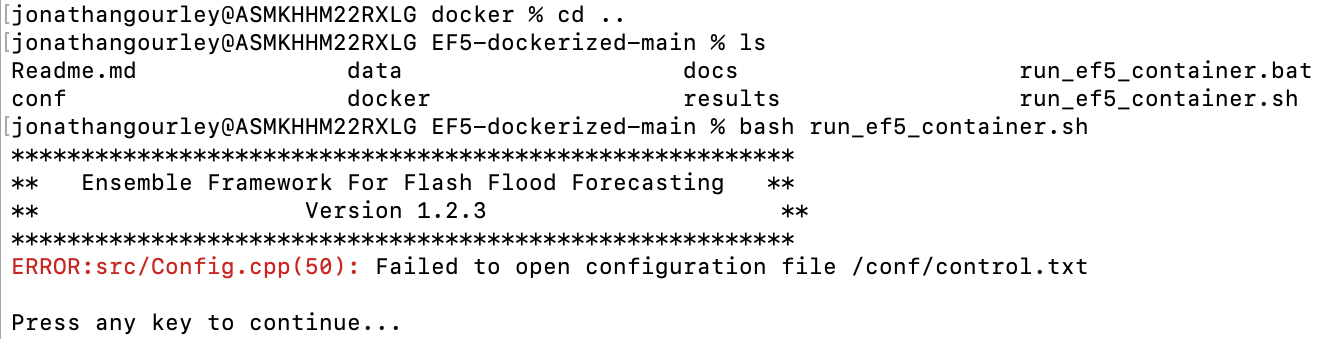 [jonathangourley@ASMKHHM22RXLG docker % cd ..
[jonathangourley@ASMKHHM22RXLG EF5-dockerized-main % ls
Readme.md data docs run_ef5_container.bat
conf docker results run_ef5_container.sh
[jonathangourley@ASMKHHM22RXLG EF5-dockerized-main % bash run_ef5_container.sh
********************************************************
** Ensemble Framework For Flash Flood Forecasting **
** Version 1.2.3 **
********************************************************
ERROR:src/Config.cpp(50): Failed to open configuration file /conf/control.txt
Press any key to continue...